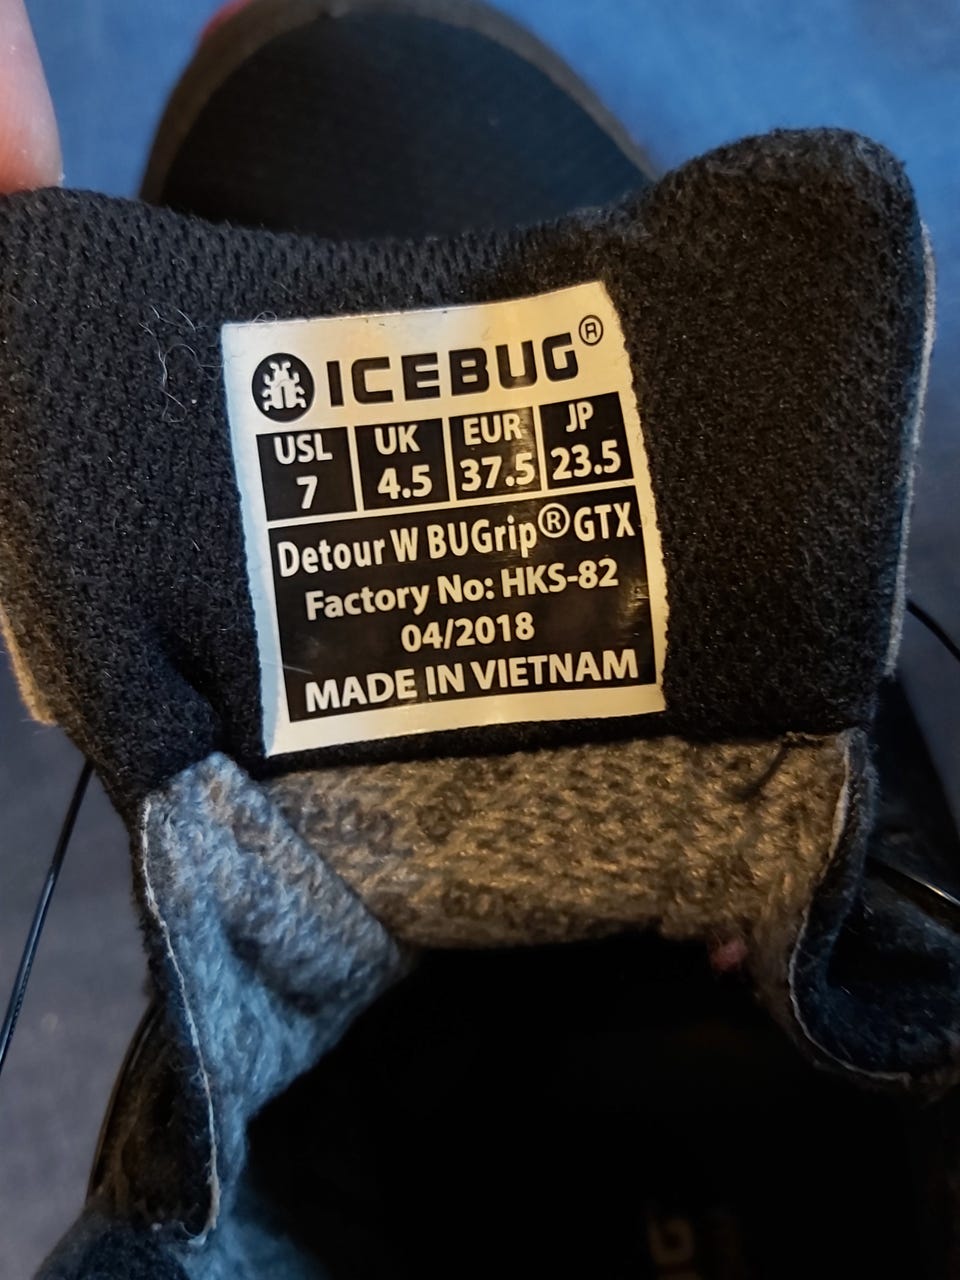 ICEBUG®
USL UK EUR JP
7 4.5 37.5 23.5
Detour W BUGrip® GTX
Factory No: HKS-82
04/2018
MADE IN VIETNAM